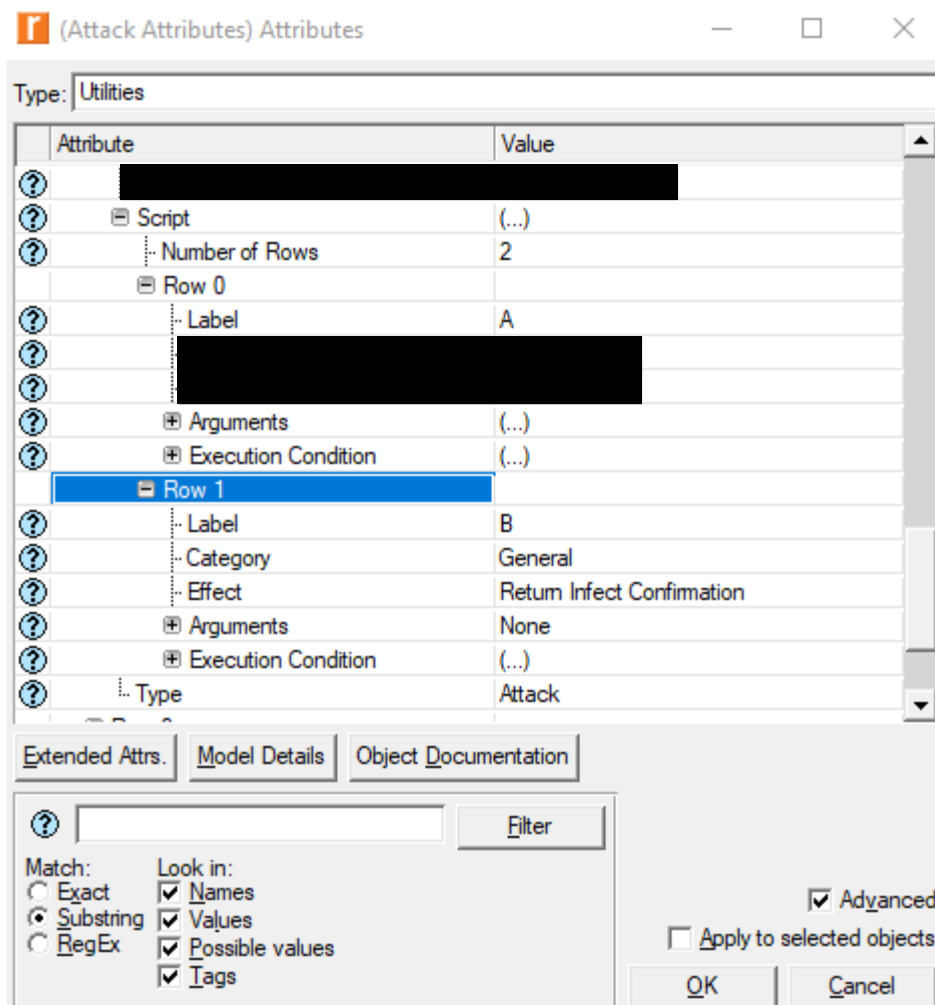 (Attack Attributes) Attributes
Type: Utilities
Attribute Value
Script (...)
Number of Rows 2
Row 0
Label A
Arguments (...)
Execution Condition (...)
Row 1
Label B
Category General
Effect Return Infect Confirmation
Arguments None
Execution Condition (...)
Type Attack
Extended Attrs. Model Details Object Documentation
Filter
Match: Look in:
Exact Names
Substring Values
RegEx Possible values
Tags
Advanced
Apply to selected objects
OK Cancel